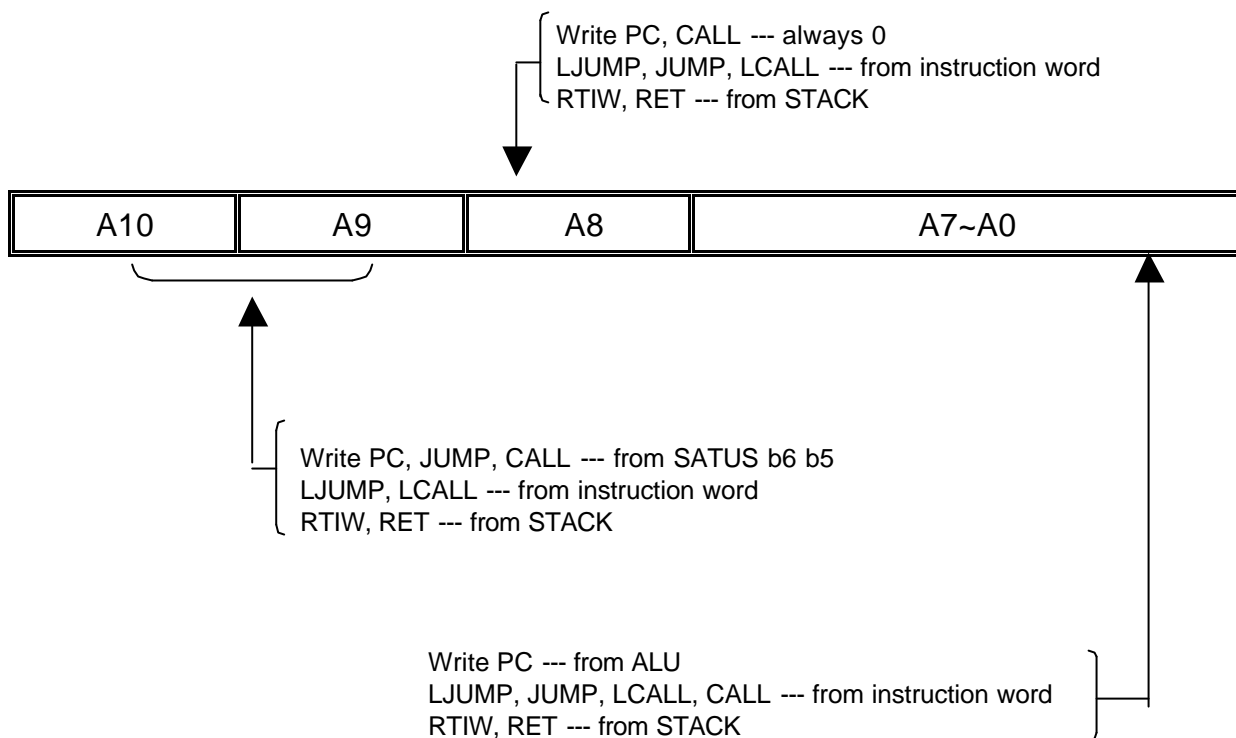 Write PC, CALL --- always 0
LJUMP, JUMP, LCALL --- from instruction word
RTIW, RET --- from STACK
A10 A9 A8 A7~A0
Write PC, JUMP, CALL --- from SATUS b6 b5
LJUMP, LCALL --- from instruction word
RTIW, RET --- from STACK
Write PC --- from ALU
LJUMP, JUMP, LCALL, CALL --- from instruction word
RTIW, RET --- from STACK